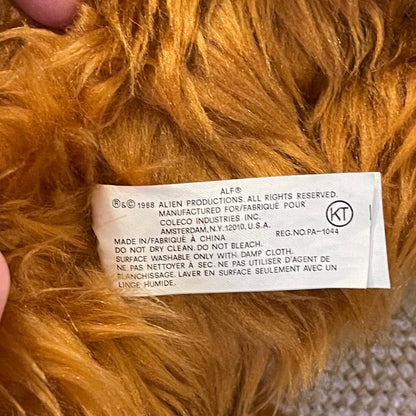 ALF®
®&© 1988 ALIEN PRODUCTIONS. ALL RIGHTS RESERVED.
MANUFACTURED FOR/FABRIQUÉ POUR
COLECO INDUSTRIES INC.
AMSTERDAM, N.Y. 12010. U.S.A.
KT
REG.NO.PA-1044
MADE IN/FABRIQUÉ À CHINA
DO NOT DRY CLEAN. DO NOT BLEACH.
SURFACE WASHABLE ONLY WITH DAMP CLOTH.
NE PAS NETTOYER À SEC. NE PAS UTILISER D'AGENT DE
BLANCHISSAGE. LAVER EN SURFACE SEULEMENT AVEC UN
LINGE HUMIDE.